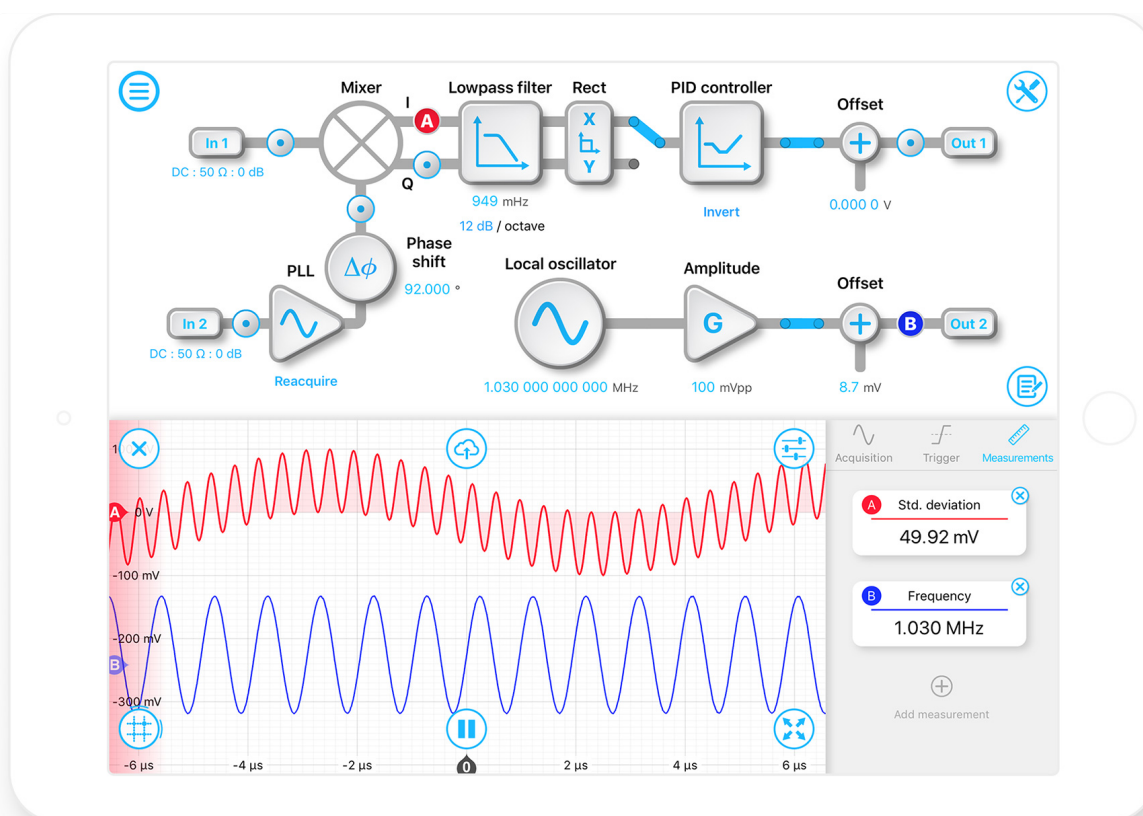 Mixer
Lowpass filter
Rect
PID controller
Offset
I
A
X
In 1
Out 1
DC : 50 Ω : 0 dB
Y
Q
949 mHz
Invert
0.000 0 V
12 dB / octave
Phase
shift
PLL
Δϕ
Local oscillator
Amplitude
Offset
92.000 °
In 2
G
B
Out 2
DC : 50 Ω : 0 dB
Reacquire
1.030 000 000 000 MHz
100 mVpp
8.7 mV
Acquisition
Trigger
Measurements
A
0 V
-100 mV
-200 mV
B
-300 mV
-6 µs
-4 µs
-2 µs
0
2 µs
4 µs
6 µs
A
Std. deviation
49.92 mV
B
Frequency
1.030 MHz
Add measurement